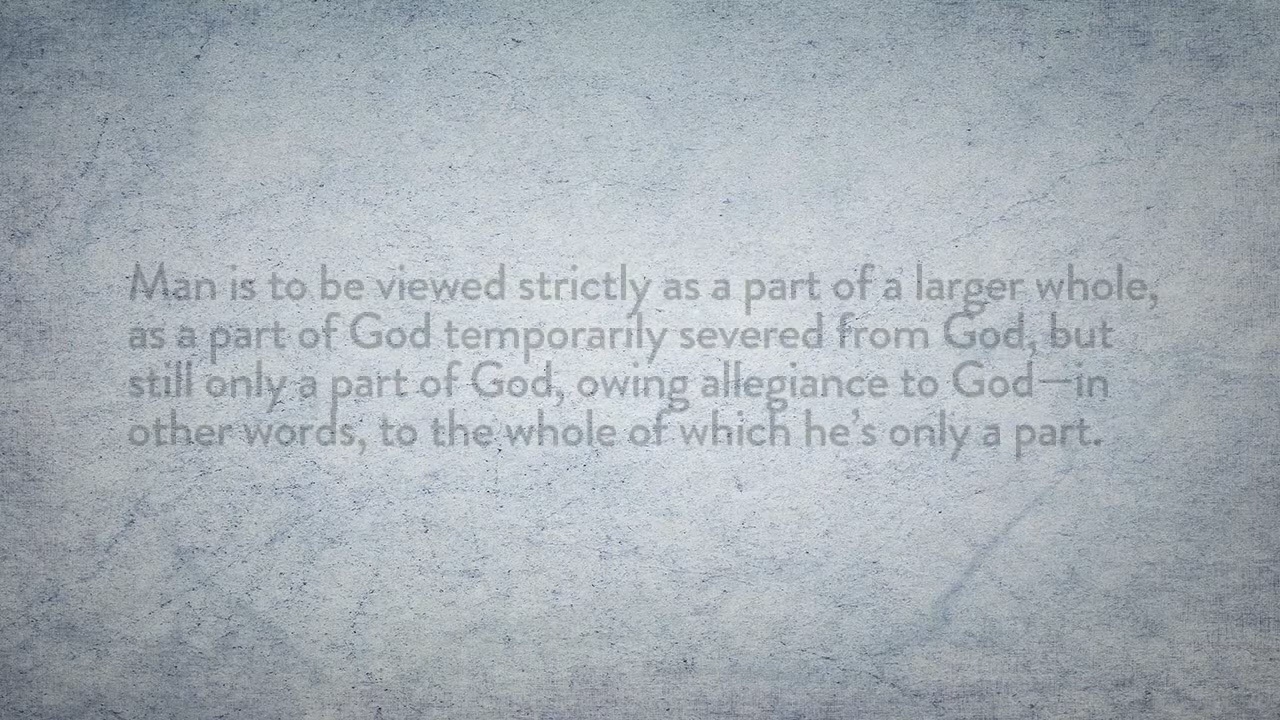 Man is to be viewed strictly as a part of a larger whole,
as a part of God temporarily severed from God, but
still only a part of God, owing allegiance to God—in
other words, to the whole of which he's only a part.